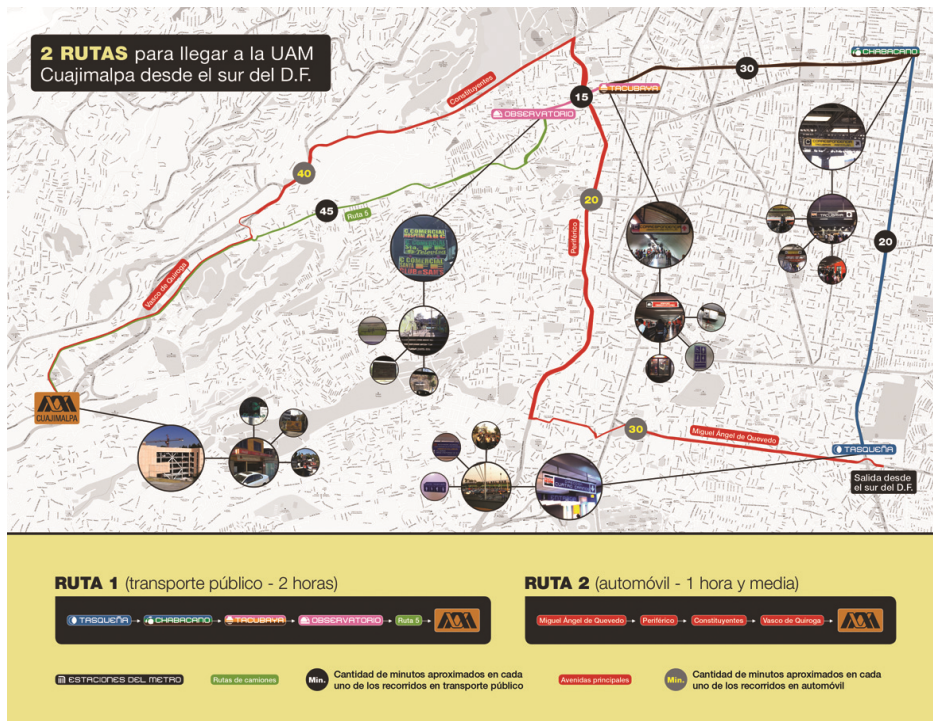 2 RUTAS para llegar a la UAM
Cuajimalpa desde el sur del D.F.
CHABACANO
30
Constituyentes
TACUBAYA
15
OBSERVATORIO
40
20
45
Ruta 5
Periférico
20
Vasco de Quiroga
CUAJIMALPA
30
Miguel Ángel de Quevedo
TASQUEÑA
Salida desde
el sur del D.F.
RUTA 1 (transporte público - 2 horas)
TASQUEÑA CHABACANO TACUBAYA OBSERVATORIO Ruta 5
RUTA 2 (automóvil - 1 hora y media)
Miguel Ángel de Quevedo Periférico Constituyentes Vasco de Quiroga
ESTACIONES DEL METRO
Rutas de camiones
Min.
Cantidad de minutos aproximados en cada
uno de los recorridos en transporte público
Avenidas principales
Min.
Cantidad de minutos aproximados en cada
uno de los recorridos en automóvil